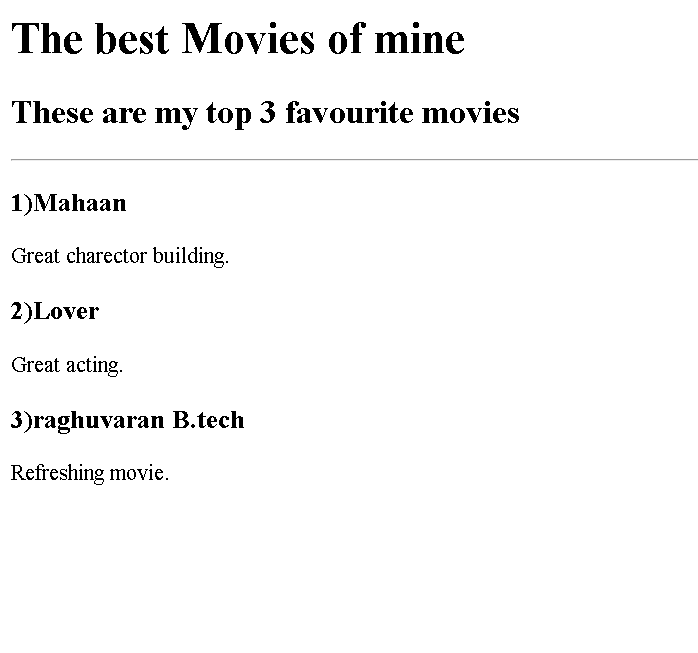 The best Movies of mine
These are my top 3 favourite movies
1)Mahaan
Great charector building.
2)Lover
Great acting.
3)raghuvaran B.tech
Refreshing movie.